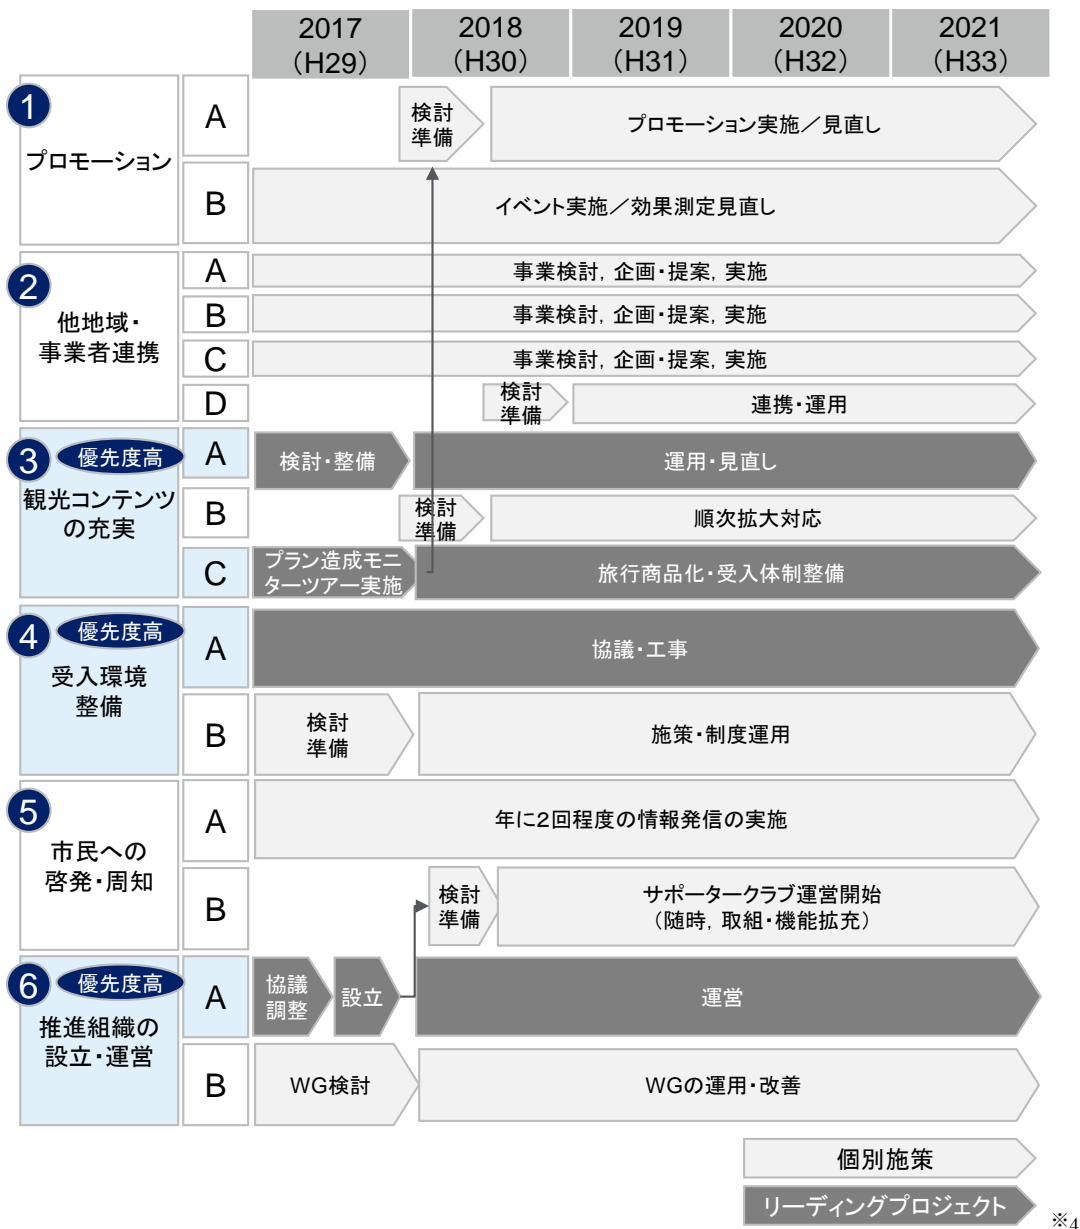 2017
（H29）
2018
（H30）
2019
（H31）
2020
（H32）
2021
（H33）
1
プロモーション
A
検討
準備
プロモーション実施／見直し
B
イベント実施／効果測定見直し
2
他地域・
事業者連携
A
事業検討，企画・提案，実施
B
事業検討，企画・提案，実施
C
事業検討，企画・提案，実施
D
検討
準備
連携・運用
3
優先度高
観光コンテンツ
の充実
A
検討・整備
運用・見直し
B
検討
準備
順次拡大対応
C
プラン造成モニ
ターツアー実施
旅行商品化・受入体制整備
4
優先度高
受入環境
整備
A
協議・工事
B
検討
準備
施策・制度運用
5
市民への
啓発・周知
A
年に２回程度の情報発信の実施
B
検討
準備
サポータークラブ運営開始
（随時，取組・機能拡充）
6
優先度高
推進組織の
設立・運営
A
協議
調整
設立
運営
B
WG検討
WGの運用・改善
個別施策
リーディングプロジェクト
※4